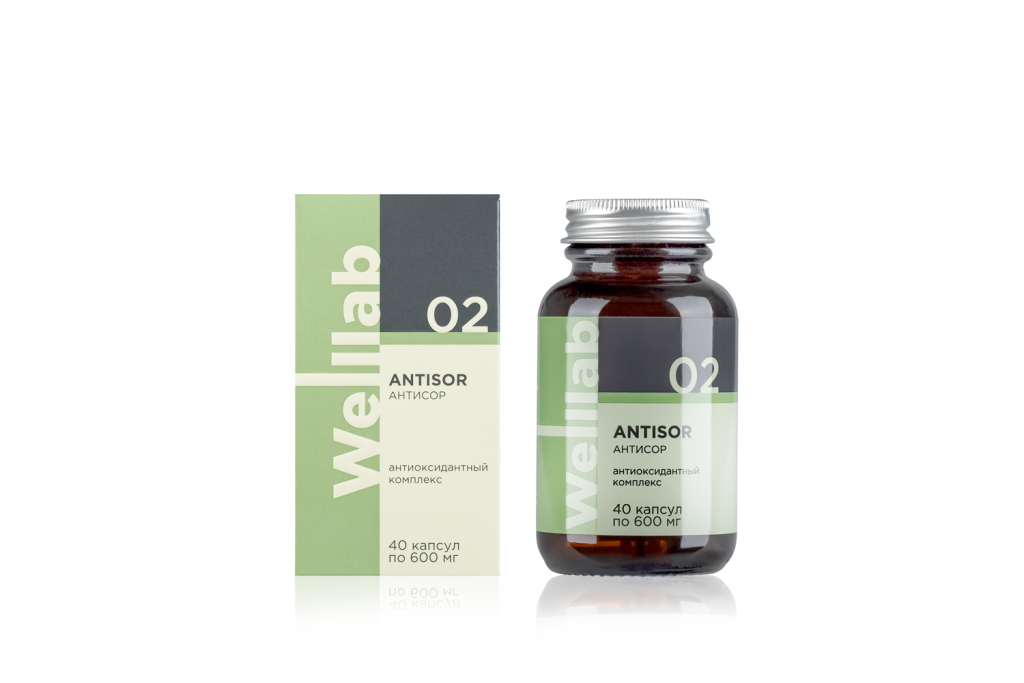 Welllab
02
ANTISOR
АНТИСОР
антиоксидантный
комплекс
40 капсул
по 600 мг
Welllab
02
ANTISOR
АНТИСОР
антиоксидантный
комплекс
40 капсул
по 600 мг